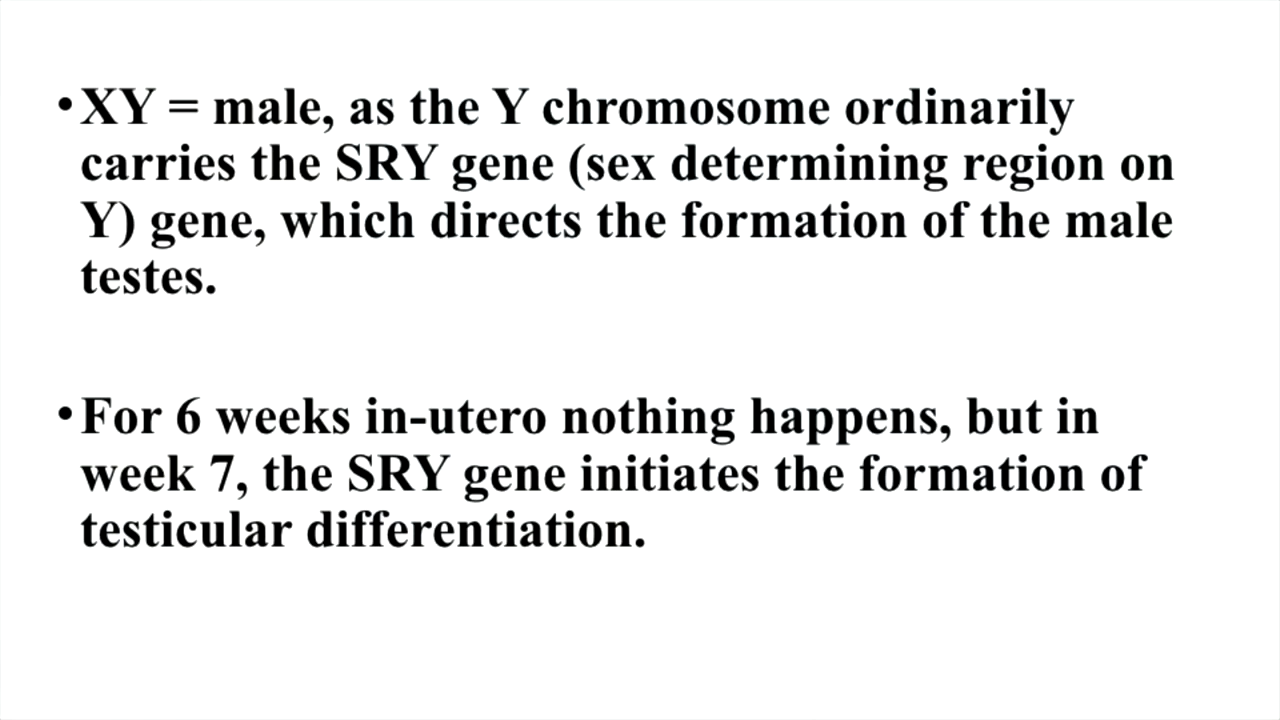 •XY = male, as the Y chromosome ordinarily
carries the SRY gene (sex determining region on
Y) gene, which directs the formation of the male
testes.
•For 6 weeks in-utero nothing happens, but in
week 7, the SRY gene initiates the formation of
testicular differentiation.